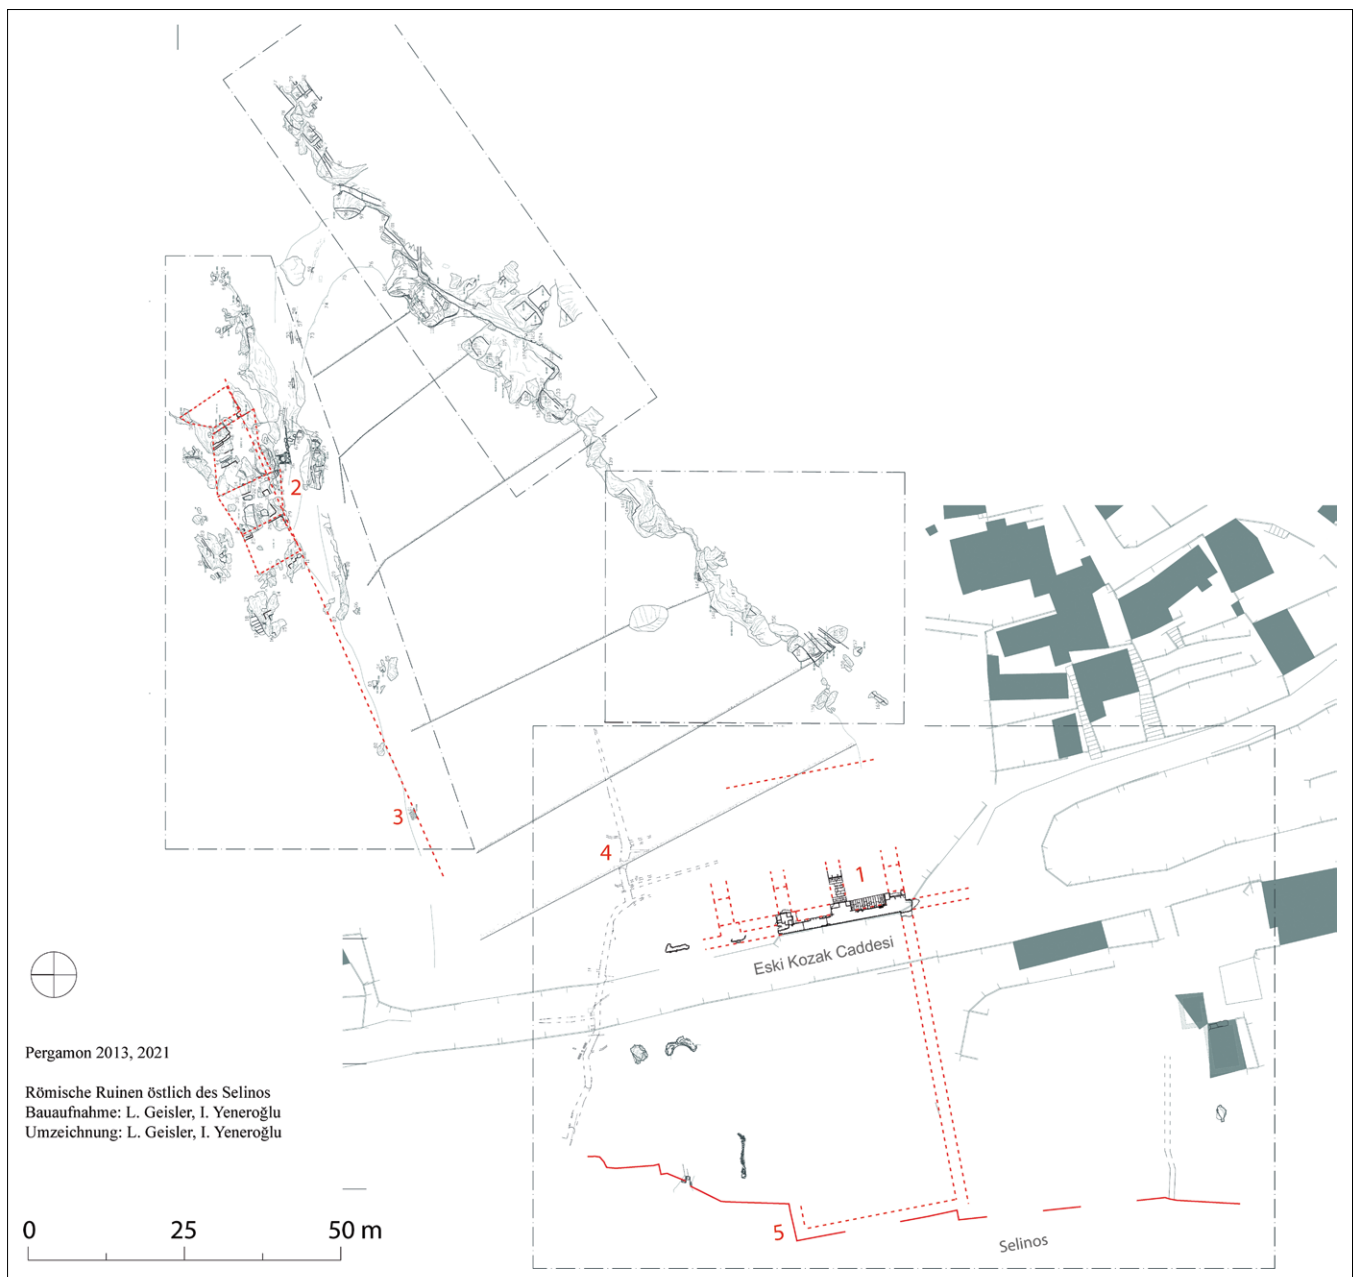 2
3
4
1
Eski Kozak Caddesi
Pergamon 2013, 2021
Römische Ruinen östlich des Selinos
Bauaufnahme: L. Geisler, I. Yeneroğlu
Umzeichnung: L. Geisler, I. Yeneroğlu
0 25 50 m
5
Selinos